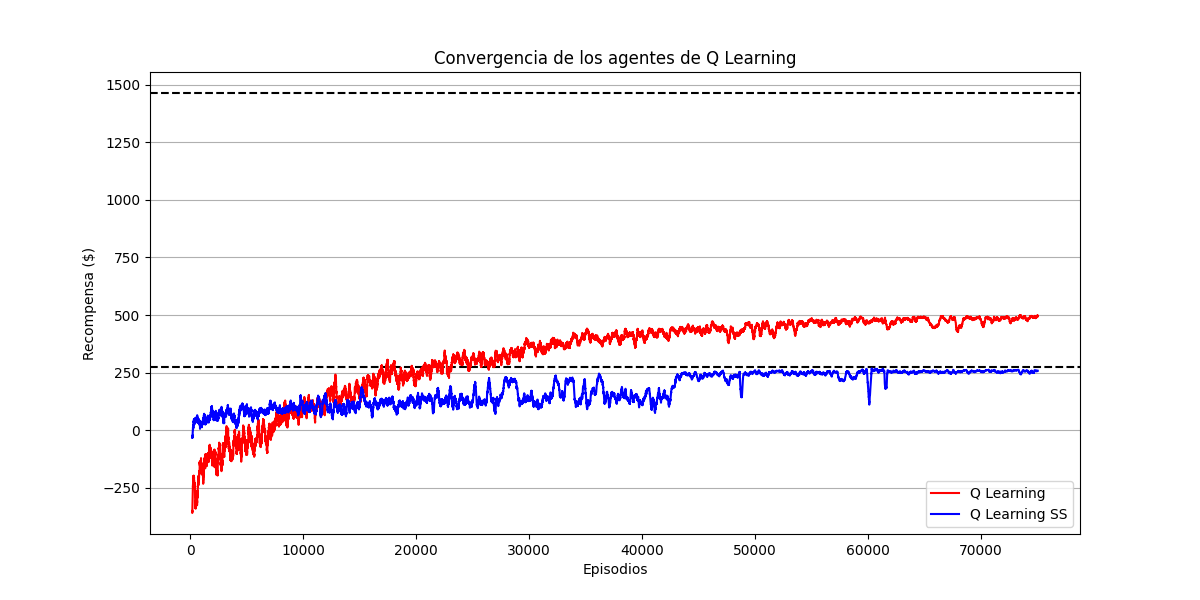 Convergencia de los agentes de Q Learning
Recompensa ($)
1500
1250
1000
750
500
250
0
−250
0 10000 20000 30000 40000 50000 60000 70000
Episodios
Q Learning
Q Learning SS